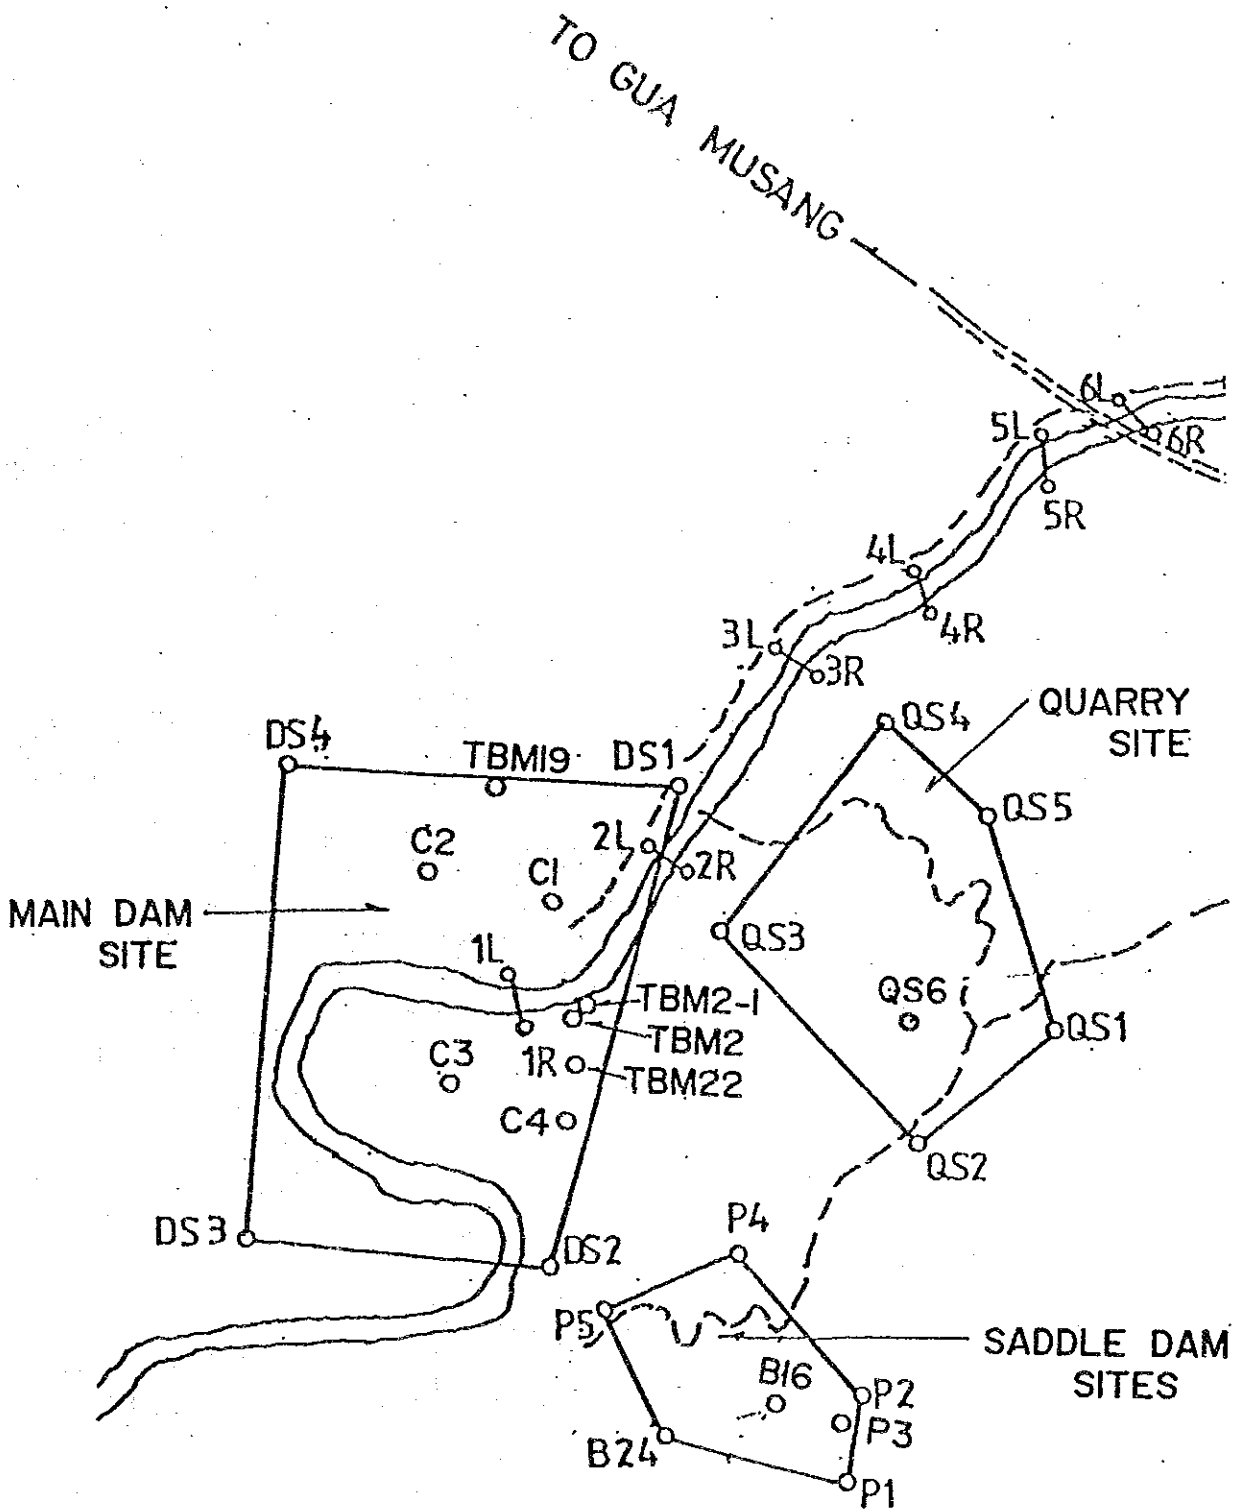 TO GUA MUSANG
6L
5L
6R
5R
4L
4R
3L
3R
QUARRY
SITE
QS4
DS4
TBM19
DS1
QS5
2L
C2
2R
C1
MAIN DAM
SITE
QS3
1L
QS6
TBM2-1
QS1
TBM2
C3
1R
TBM22
C4
QS2
P4
DS3
DS2
P5
SADDLE DAM
SITES
B16
P2
P3
B24
P1